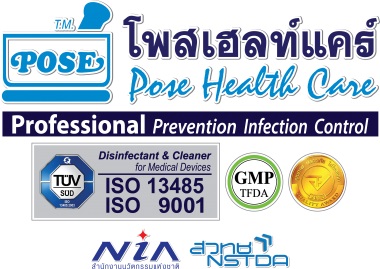 T.M.
POSE
โพสเฮลท์แคร์
Pose Health Care
Professional Prevention Infection Control
Q
TÜV
SÜD
Disinfectant & Cleaner
for Medical Devices
ISO 13485
ISO 9001
GMP
TFDA
NIA
สำนักงานนวัตกรรมแห่งชาติ
สวทช
NSTDA